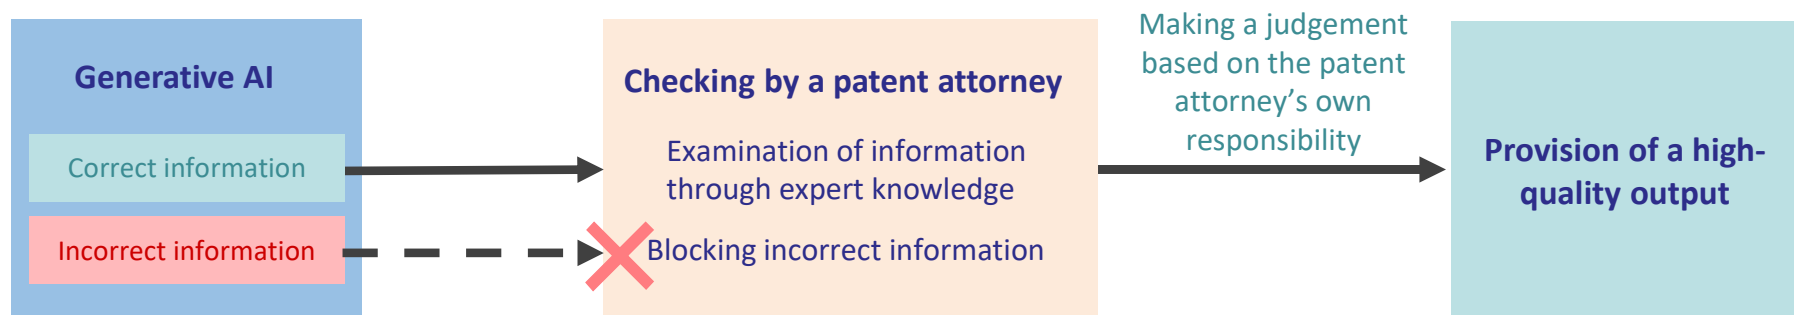 Generative AI
Correct information
Incorrect information
Checking by a patent attorney
Examination of information
through expert knowledge
Blocking incorrect information
Making a judgement
based on the patent
attorney’s own
responsibility
Provision of a high-
quality output